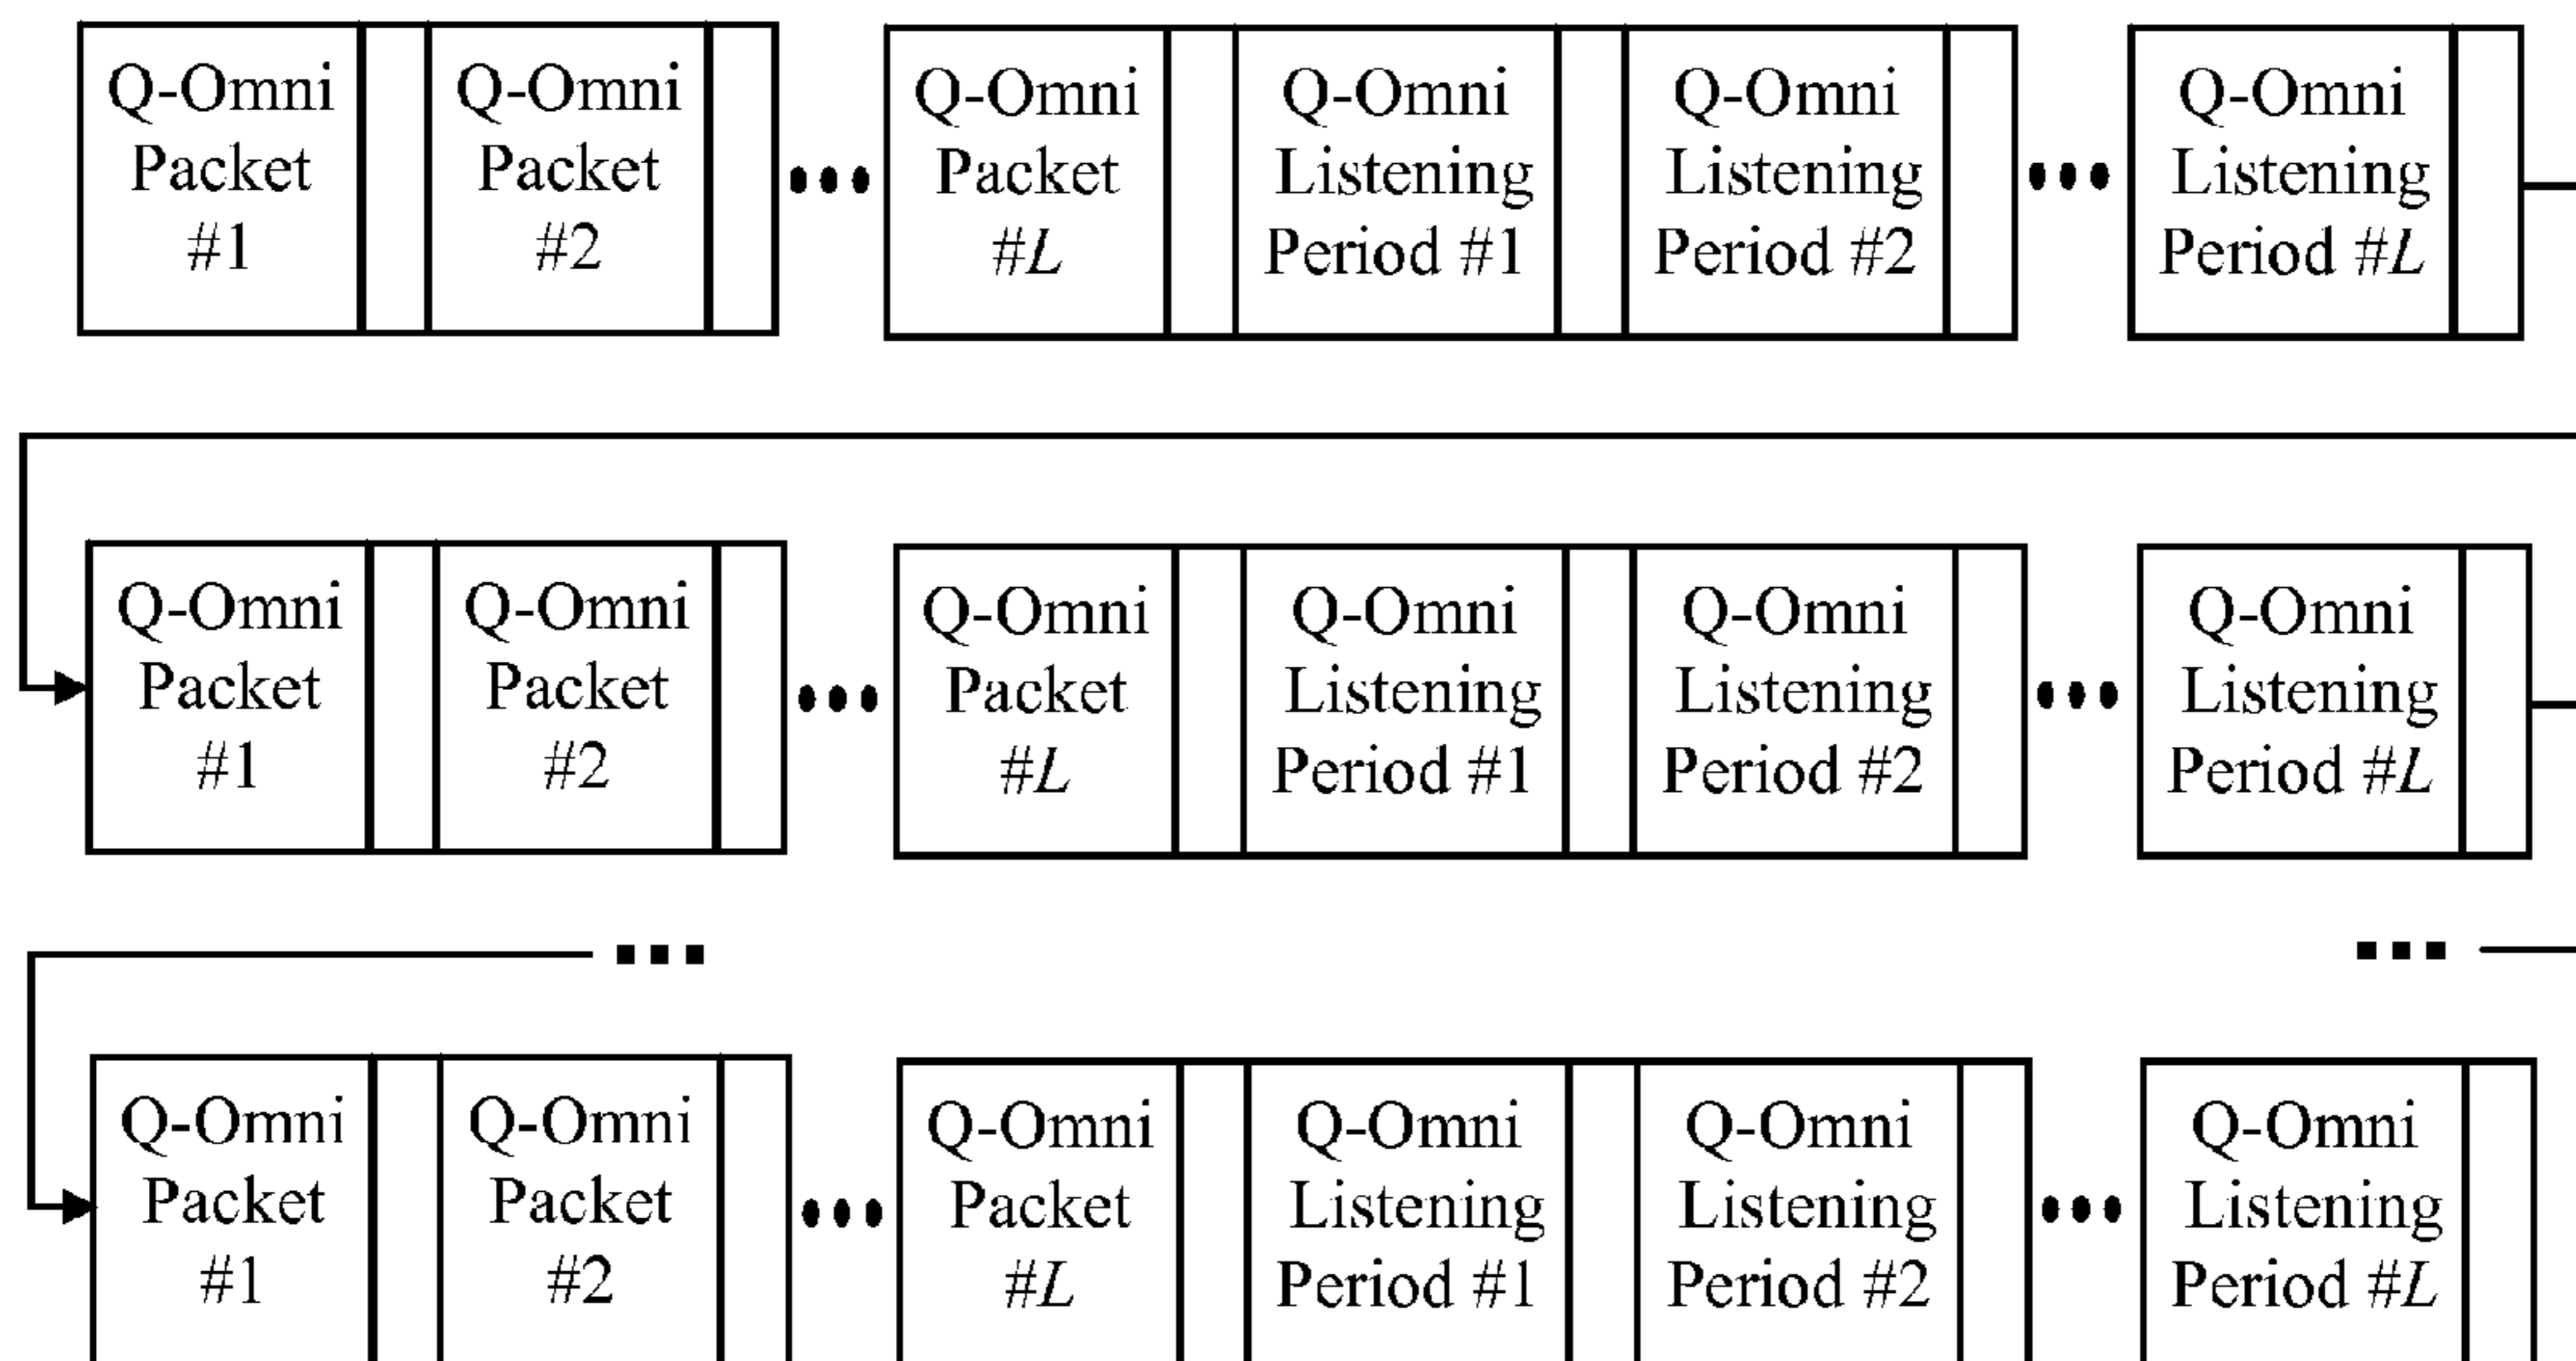 Q-Omni
Packet
#1
Q-Omni
Packet
#2
Q-Omni
Packet
#L
Q-Omni
Listening
Period #1
Q-Omni
Listening
Period #2
Q-Omni
Listening
Period #L
Q-Omni
Packet
#1
Q-Omni
Packet
#2
Q-Omni
Packet
#L
Q-Omni
Listening
Period #1
Q-Omni
Listening
Period #2
Q-Omni
Listening
Period #L
Q-Omni
Packet
#1
Q-Omni
Packet
#2
Q-Omni
Packet
#L
Q-Omni
Listening
Period #1
Q-Omni
Listening
Period #2
Q-Omni
Listening
Period #L